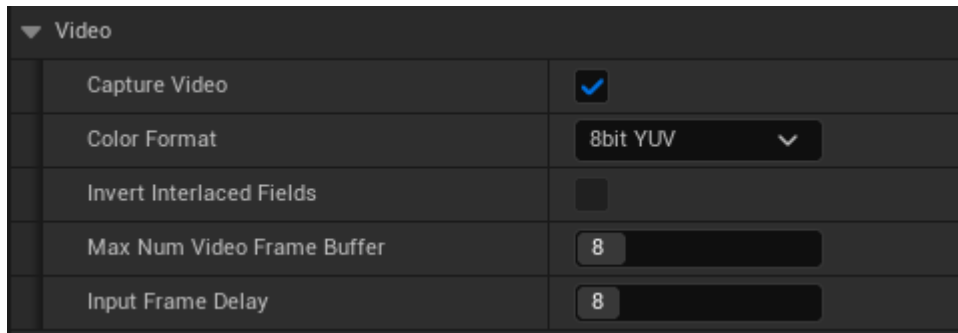 Video
Capture Video
Color Format 8bit YUV
Invert Interlaced Fields
Max Num Video Frame Buffer 8
Input Frame Delay 8